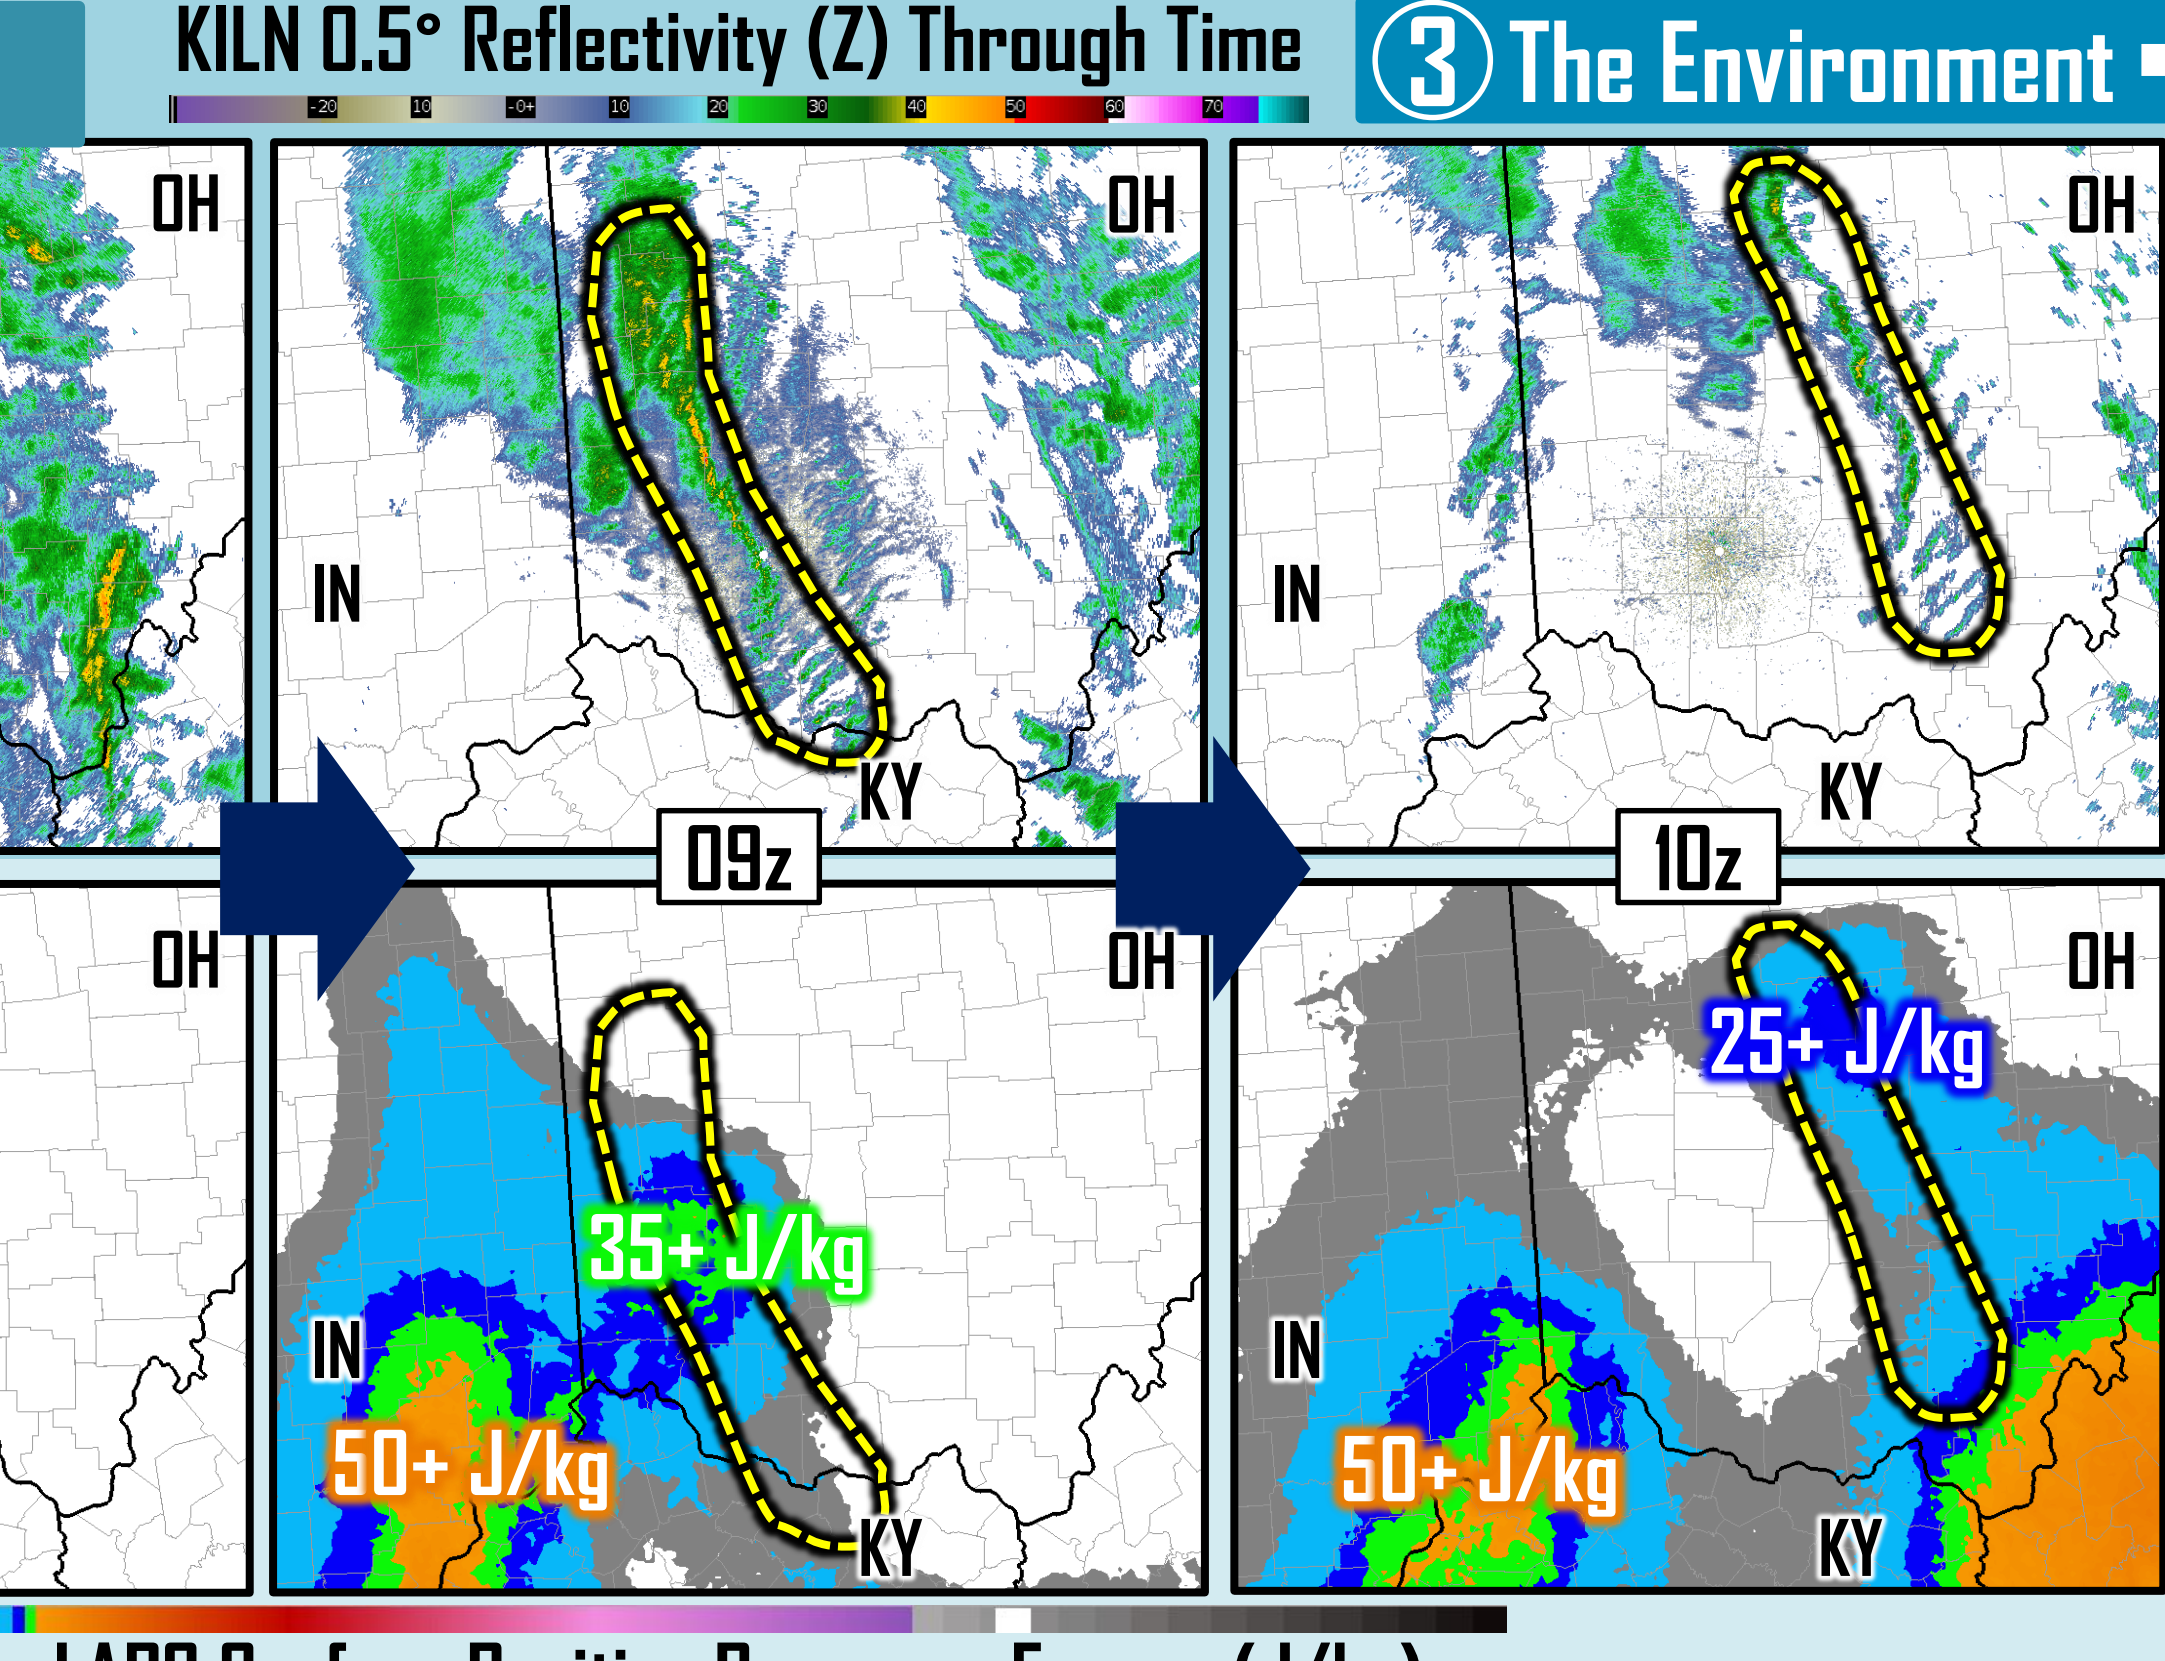 KILN 0.5° Reflectivity (Z) Through Time
3 The Environment
-20 10 -0+ 10 20 30 40 50 60 70
OH
OH
OH
IN
IN
KY
KY
09z
10z
OH
OH
OH
25+ J/kg
35+ J/kg
IN
IN
50+ J/kg
50+ J/kg
KY
KY